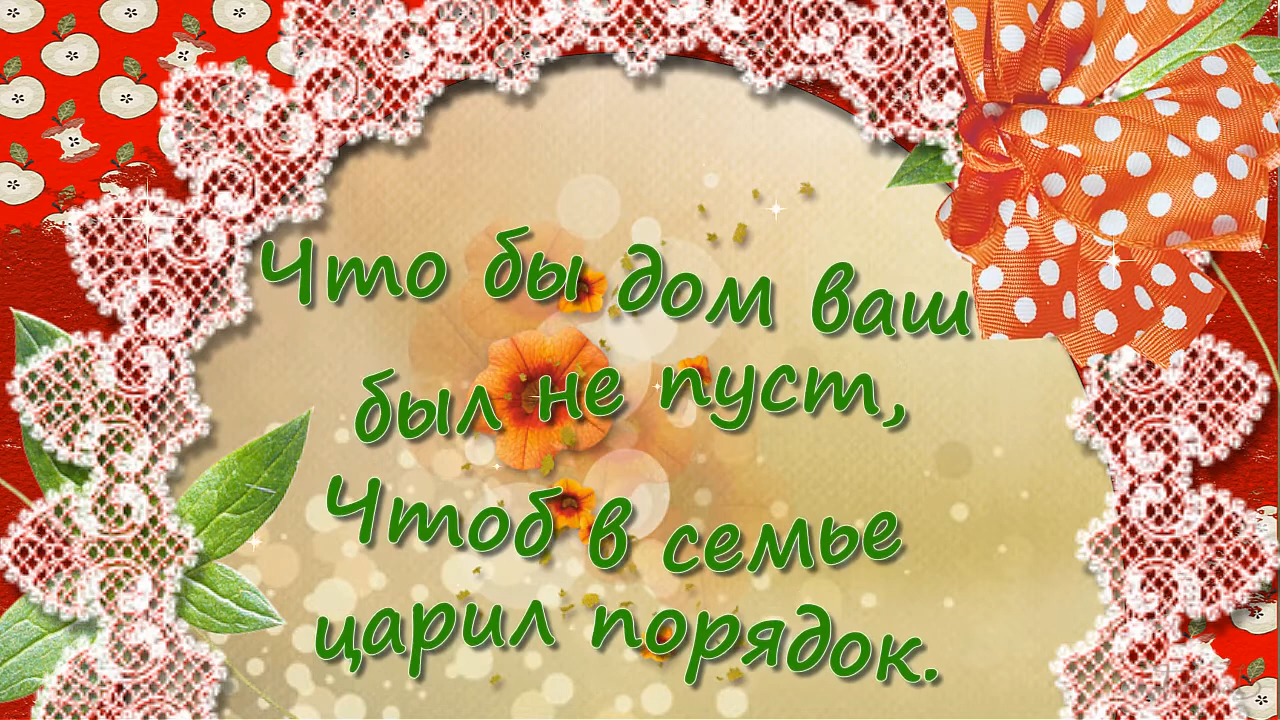 Что бы дом ваш
был не пуст,
Чтоб в семье
царил порядок.